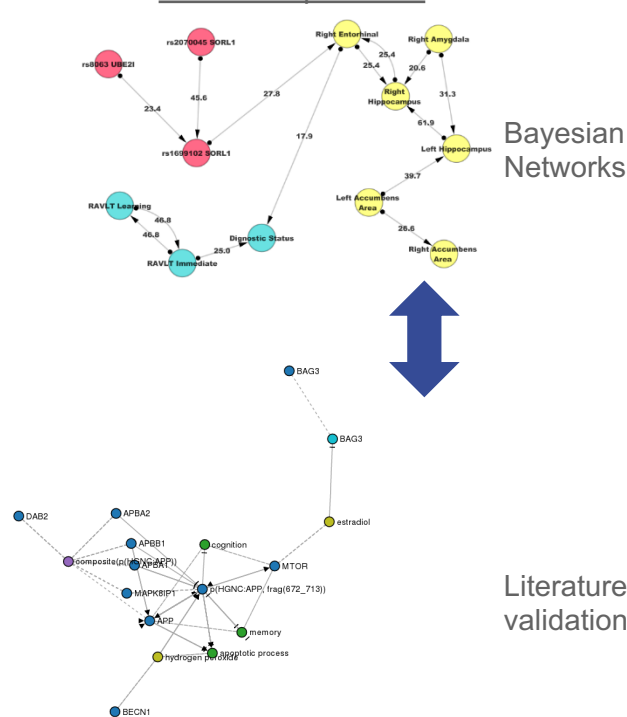 Right Entorhinal
Right Amygdala
rs2070045 SORL1
rs8063 UBE2I
25.4
25.4
20.6
Right
Hippocampus
31.3
23.4
45.6
27.8
61.9
Left Hippocampus
rs1699102 SORL1
17.9
Bayesian
Networks
39.7
Left Accumbens
Area
RAVLT Learning
46.8
46.8
25.0
Dignostic Status
RAVLT Immediate
26.6
Right Accumbens
Area
BAG3
BAG3
DAB2
APBA2
estradiol
APBB1
cognition
composite(p(HGNC:APP))
APBA1
MTOR
MAPK8IP1
p(HGNC:APP, frag(672_713))
APP
memory
hydrogen peroxide
apoptotic process
BECN1
Literature
validation